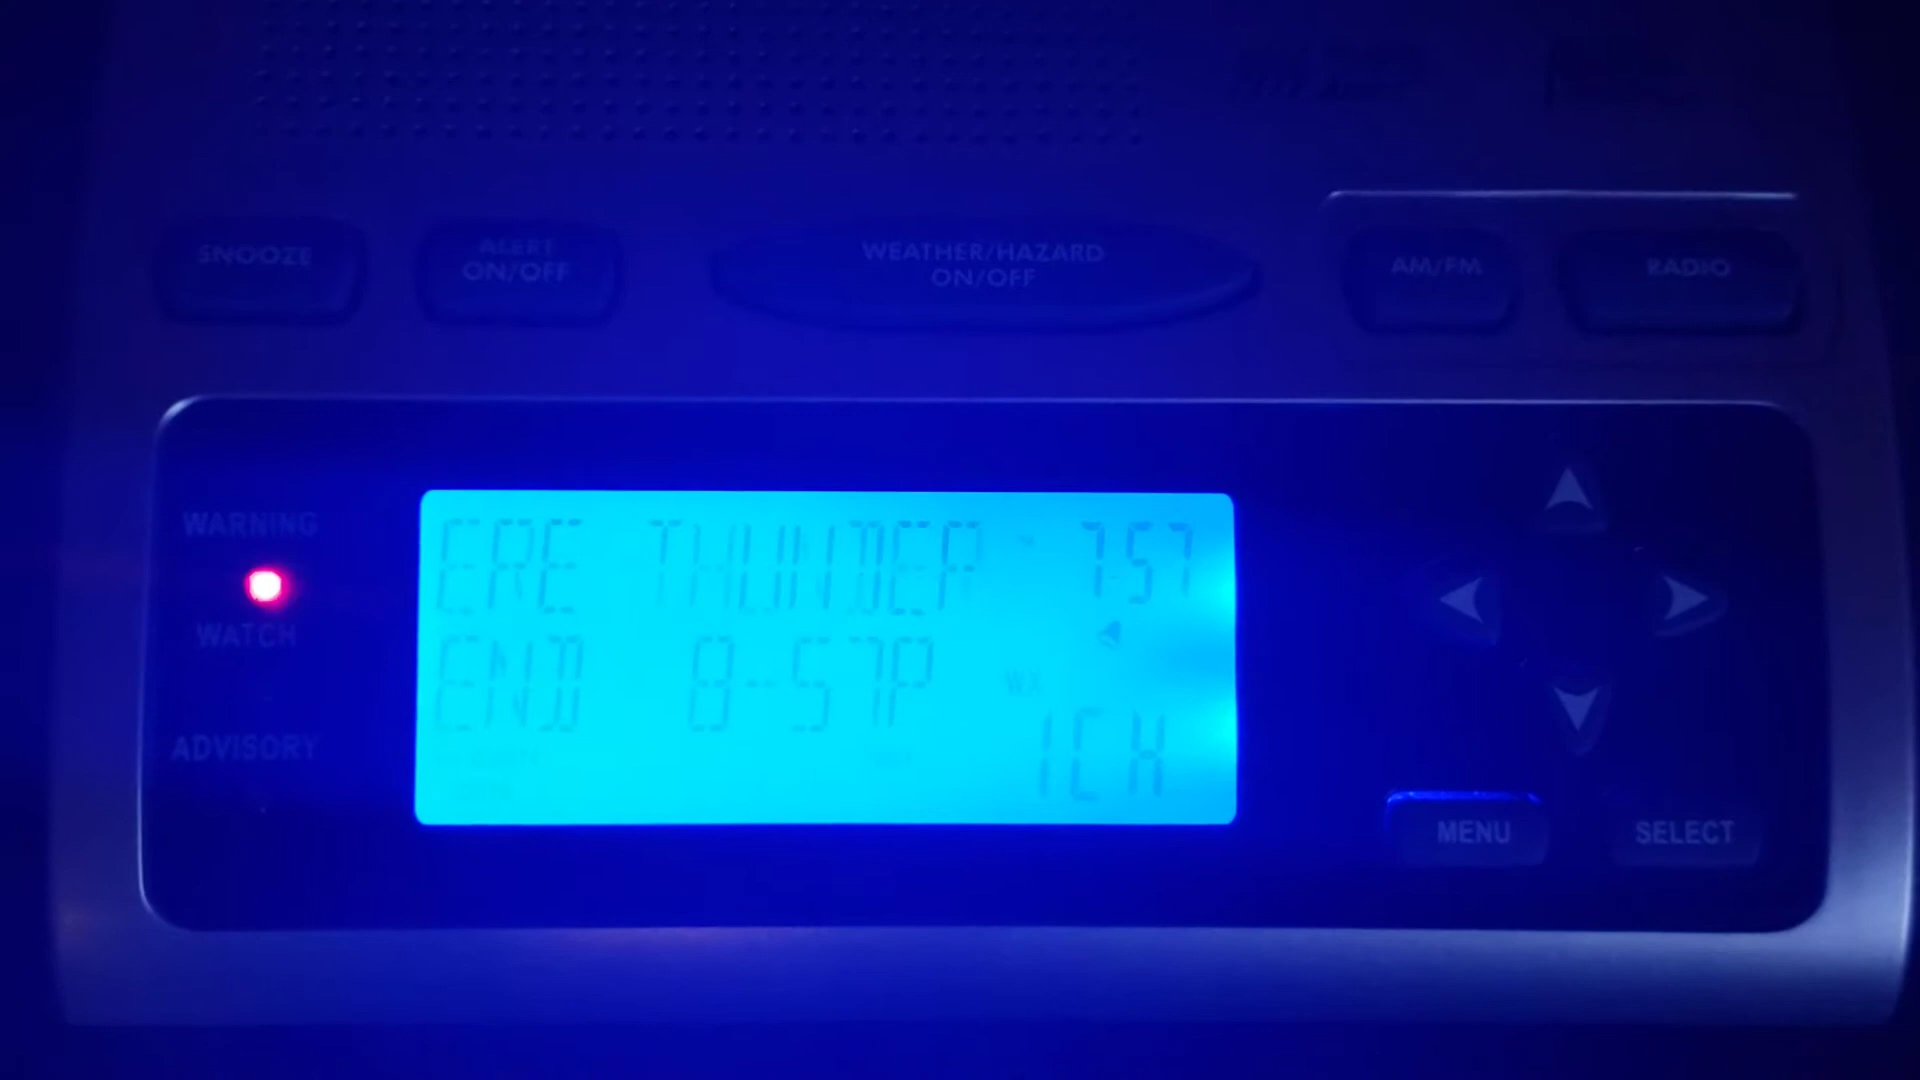 SNOOZE
ALERT
ON/OFF
WEATHER/HAZARD
ON/OFF
AM/FM
RADIO
WARNING
WATCH
ADVISORY
ERE THUNDER
7:57
END 8-57P
WX
1CH
MENU
SELECT